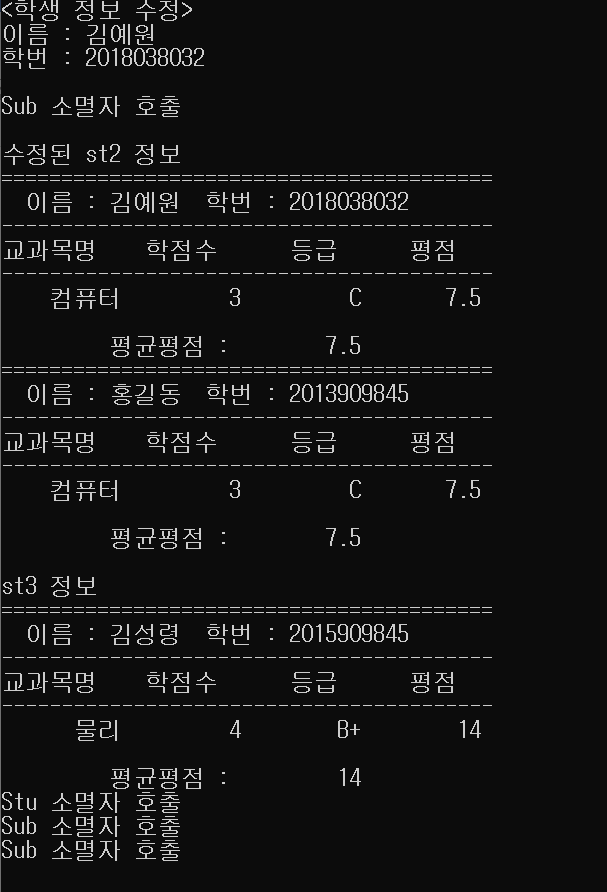 <학생 정보 수정>
이름 : 김예원
학번 : 2018038032
Sub 소멸자 호출
수정된 st2 정보
=========================================
이름 : 김예원 학번 : 2018038032
-----------------------------------------
교과목명 학점수 등급 평점
-----------------------------------------
컴퓨터 3 C 7.5
평균평점 : 7.5
=========================================
이름 : 홍길동 학번 : 2013909845
-----------------------------------------
교과목명 학점수 등급 평점
-----------------------------------------
컴퓨터 3 C 7.5
평균평점 : 7.5
st3 정보
=========================================
이름 : 김성령 학번 : 2015909845
-----------------------------------------
교과목명 학점수 등급 평점
-----------------------------------------
물리 4 B+ 14
평균평점 : 14
Stu 소멸자 호출
Sub 소멸자 호출
Sub 소멸자 호출